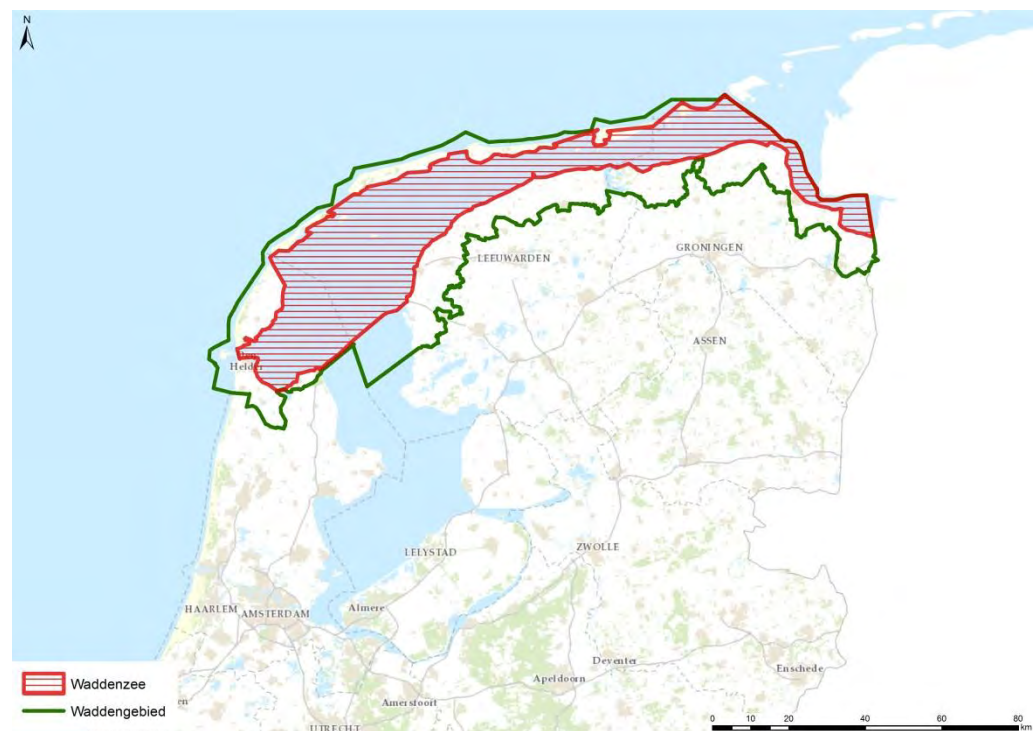 N
LEEUWARDEN
GRONINGEN
ASSEN
Den
Helder
LELYSTAD
ZWOLLE
HAARLEM
AMSTERDAM
Almere
Deventer
Enschede
Apeldoorn
Amersfoort
UTRECHT
Waddenzee
Waddengebied
0 10 20 40 60 80
km